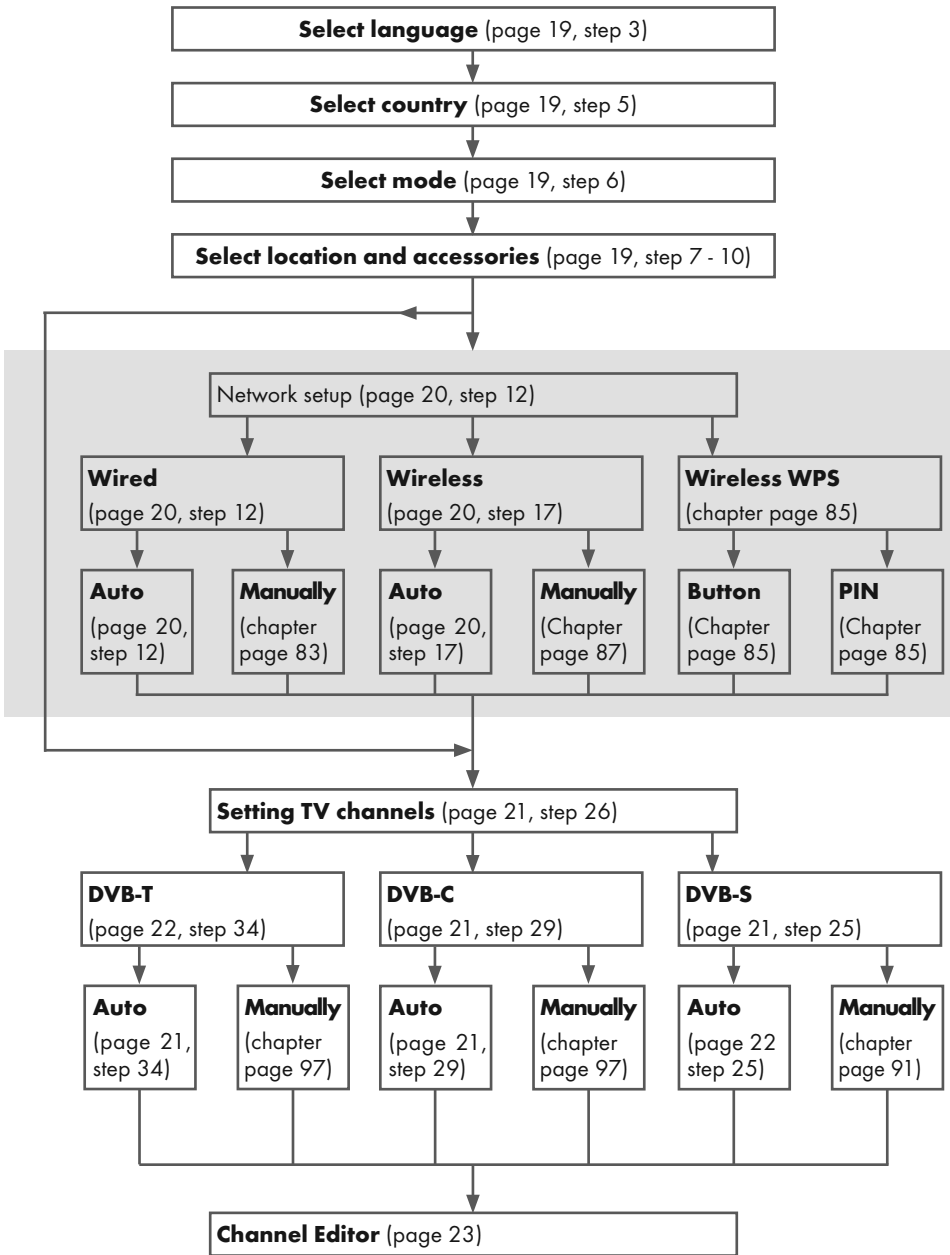 Select language (page 19, step 3)
Select country (page 19, step 5)
Select mode (page 19, step 6)
Select location and accessories (page 19, step 7 - 10)
Network setup (page 20, step 12)
Wired
(page 20, step 12)
Wireless
(page 20, step 17)
Wireless WPS
(chapter page 85)
Auto
(page 20,
step 12)
Manually
(chapter
page 83)
Auto
(page 20,
step 17)
Manually
(Chapter
page 87)
Button
(Chapter
page 85)
PIN
(Chapter
page 85)
Setting TV channels (page 21, step 26)
DVB-T
(page 22, step 34)
DVB-C
(page 21, step 29)
DVB-S
(page 21, step 25)
Auto
(page 21,
step 34)
Manually
(chapter
page 97)
Auto
(page 21,
step 29)
Manually
(chapter
page 97)
Auto
(page 22
step 25)
Manually
(chapter
page 91)
Channel Editor (page 23)